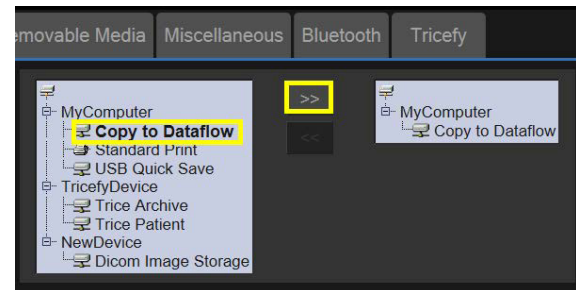 emovable Media Miscellaneous Bluetooth Tricefy
MyComputer
Copy to Dataflow
Standard Print
USB Quick Save
TricefyDevice
Trice Archive
Trice Patient
NewDevice
Dicom Image Storage
>>
<<
MyComputer
Copy to Dataflow